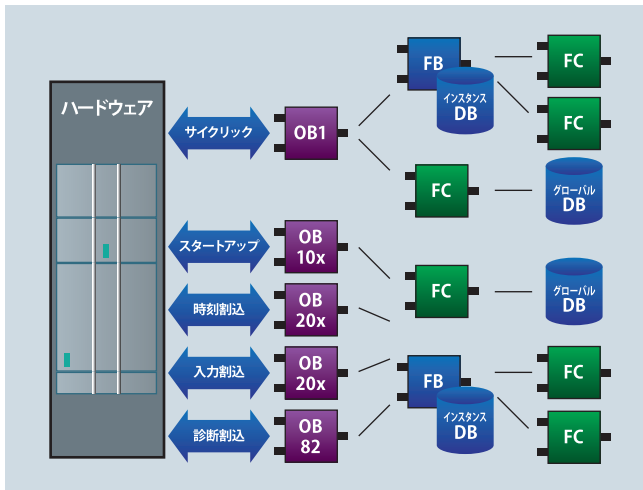 ハードウェア
サイクリック
OB1
FB
インスタンス
DB
FC
FC
FC
グローバル
DB
スタートアップ
OB
10x
時刻割込
OB
20x
FC
グローバル
DB
入力割込
OB
20x
診断割込
OB
82
FB
インスタンス
DB
FC
FC